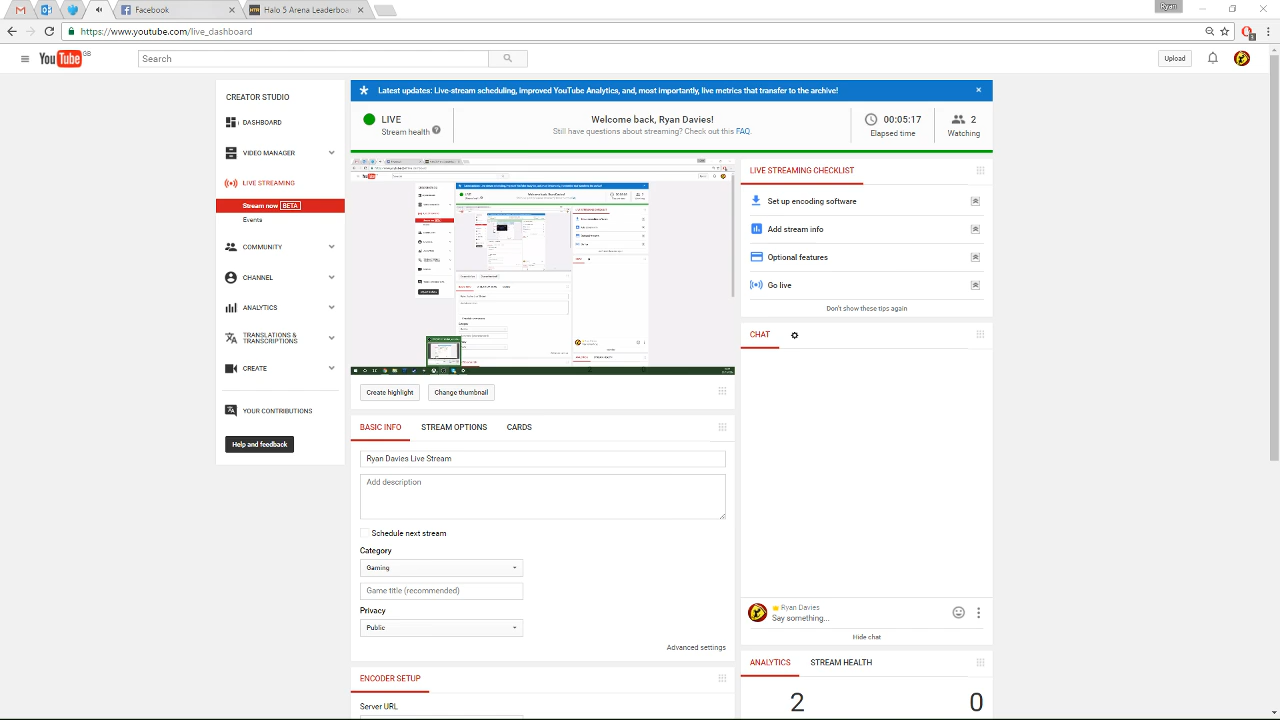 Facebook
Halo 5 Arena Leaderboa
Ryan
https://www.youtube.com/live_dashboard
YouTube GB
Search
Upload
CREATOR STUDIO
DASHBOARD
VIDEO MANAGER
LIVE STREAMING
Stream now BETA
Events
COMMUNITY
CHANNEL
ANALYTICS
TRANSLATIONS &
TRANSCRIPTIONS
CREATE
YOUR CONTRIBUTIONS
Help and feedback
Latest updates: Live-stream scheduling, improved YouTube Analytics, and, most importantly, live metrics that transfer to the archive!
LIVE
Stream health ?
Welcome back, Ryan Davies!
Still have questions about streaming? Check out this FAQ.
00:05:17
Elapsed time
2
Watching
Create highlight
Change thumbnail
BASIC INFO
STREAM OPTIONS
CARDS
Ryan Davies Live Stream
Add description
Schedule next stream
Category
Gaming
Game title (recommended)
Privacy
Public
Advanced settings
ENCODER SETUP
Server URL
LIVE STREAMING CHECKLIST
Set up encoding software
Add stream info
Optional features
Go live
Don't show these tips again
CHAT
Ryan Davies
Say something...
Hide chat
ANALYTICS
STREAM HEALTH
2
0